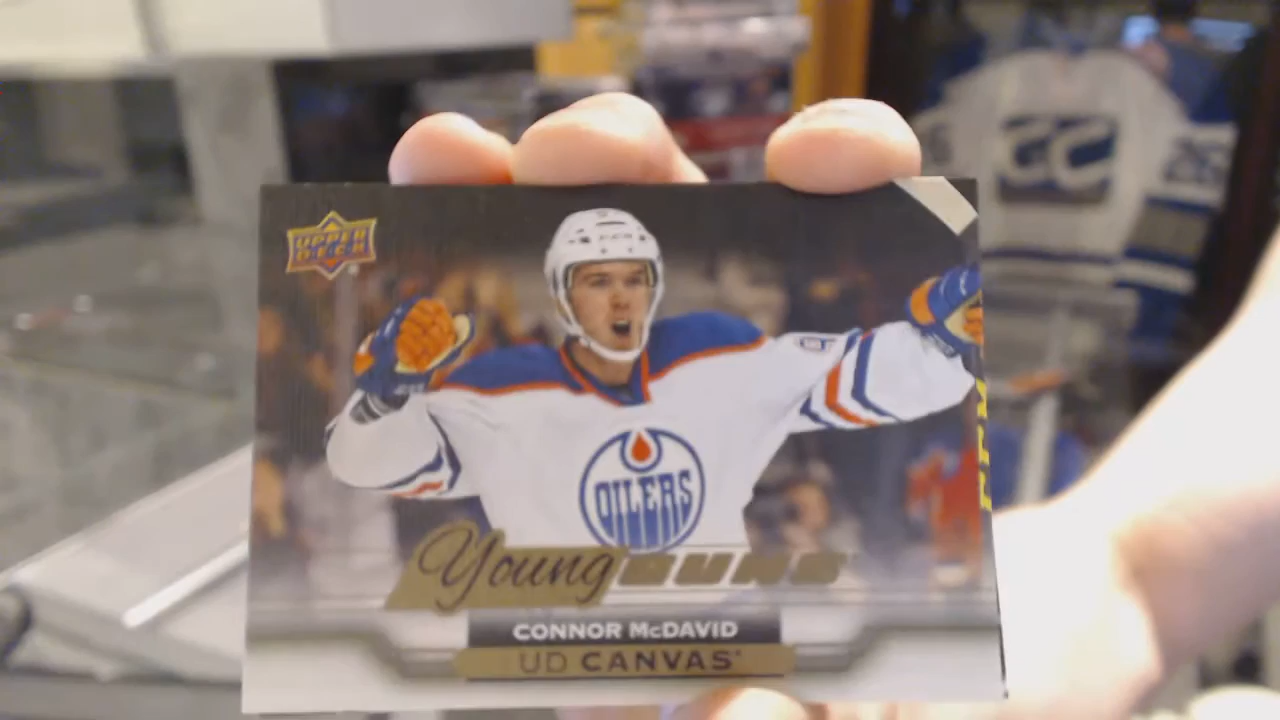 UPPER
DECK
OILERS
Young GUNS
CONNOR McDAVID
UD CANVAS